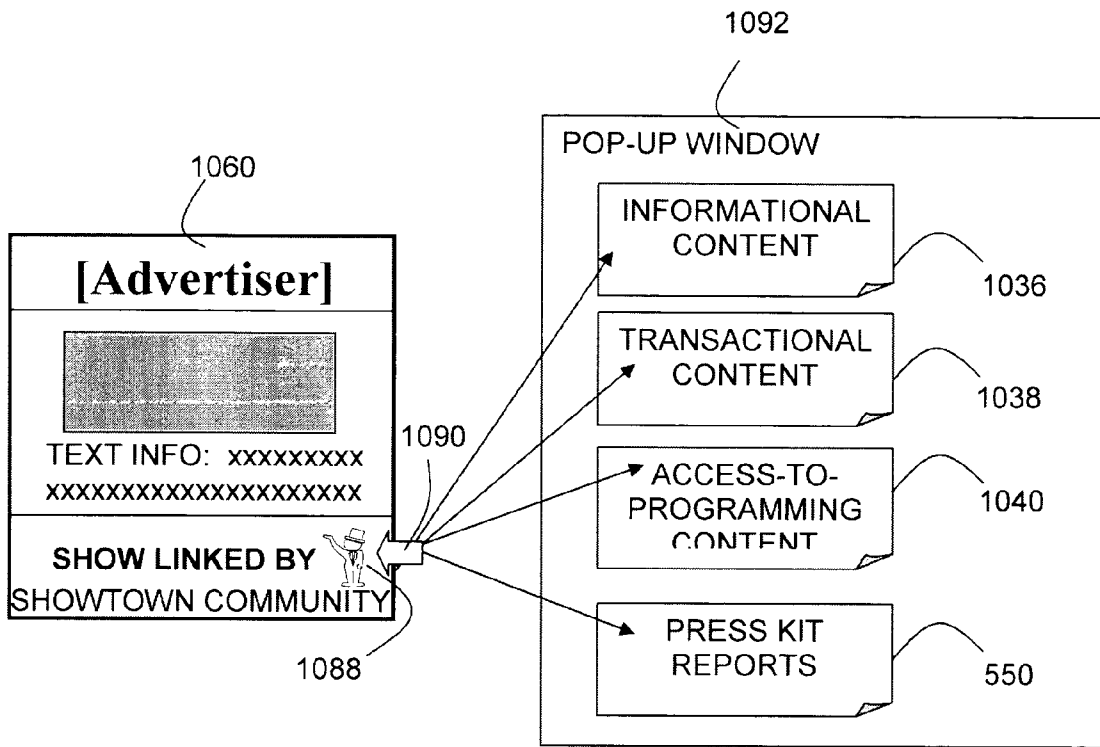 1092
POP-UP WINDOW
1060
[Advertiser]
TEXT INFO: xxxxxxxxx
xxxxxxxxxxxxxxxxxxxxx
SHOW LINKED BY
SHOWTOWN COMMUNITY
1090
1088
INFORMATIONAL
CONTENT
1036
TRANSACTIONAL
CONTENT
1038
ACCESS-TO-
PROGRAMMING
CONTENT
1040
PRESS KIT
REPORTS
550